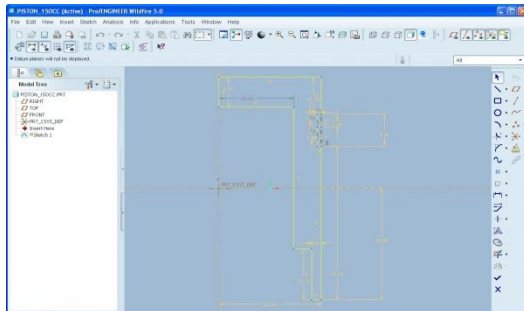 PISTON_150CC (Active) - Pro/ENGINEER Wildfire 5.0
File Edit View Insert Sketch Analysis Info Applications Tools Window Help
Datum planes will not be displayed.
All
Model Tree
PISTON_150CC.PRT
RIGHT
TOP
FRONT
PRT_CSYS_DEF
Insert Here
Sketch 1
PRT_CSYS_DEF